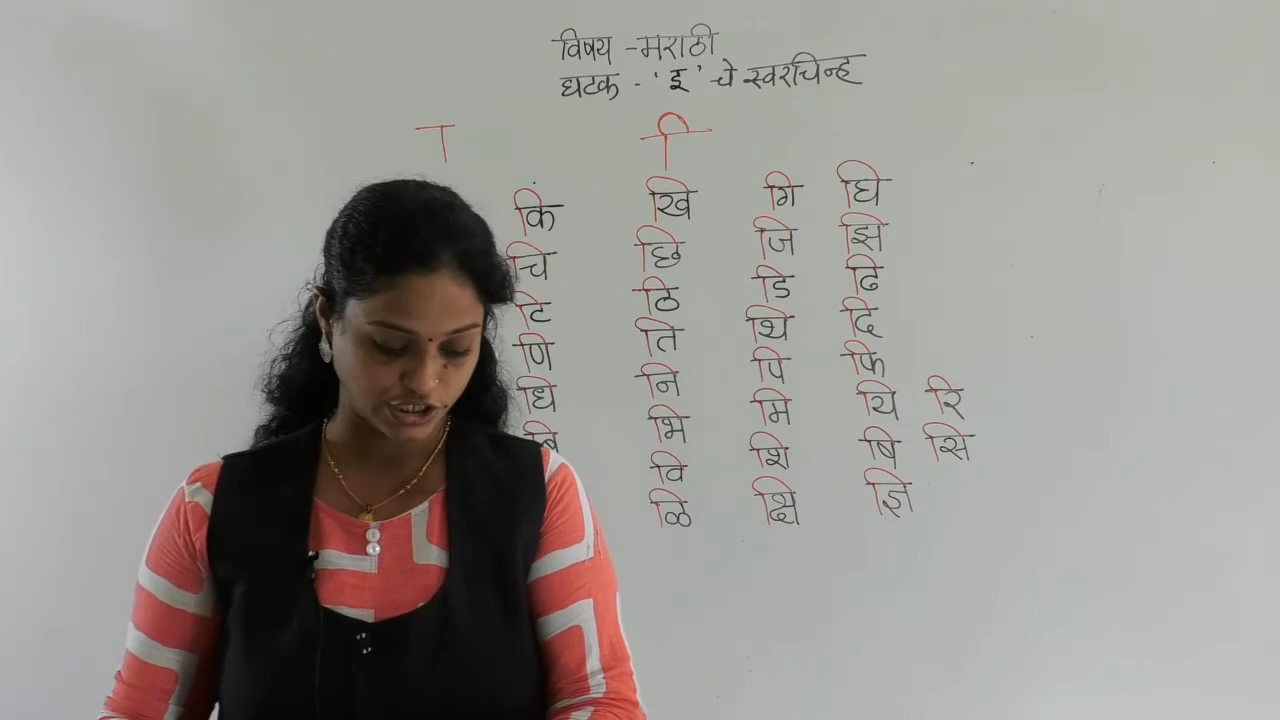 विषय - मराठी
घटक - 'इ' चे स्वरचिन्ह
ा ि
कि खि गि घि
चि छि जि झि
टि ठि डि ढि
णि ति थि दि
धि नि पि फि
बि भि मि यि रि
वि शि षि सि
ळि क्षि ज्ञि